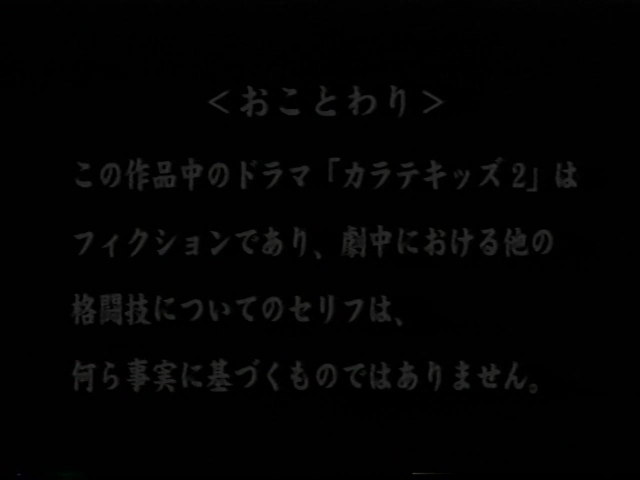 ＜おことわり＞
この作品中のドラマ「カラテキッズ2」は
フィクションであり、劇中における他の
格闘技についてのセリフは、
何ら事実に基づくものではありません。